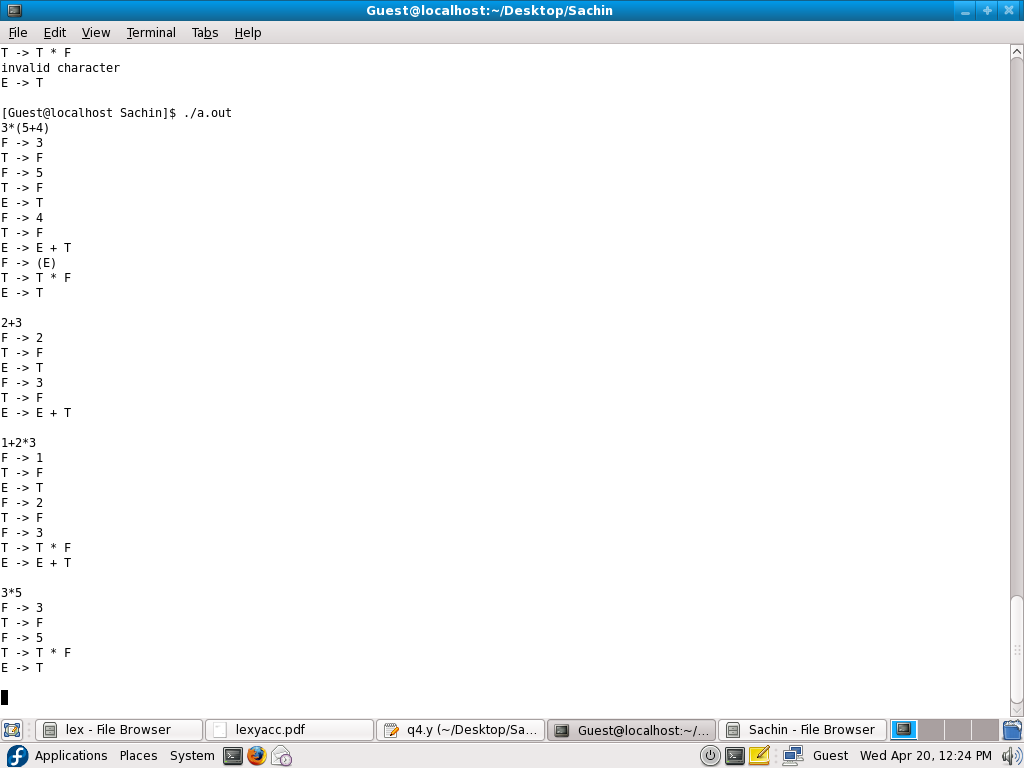 Guest@localhost:~/Desktop/Sachin
File Edit View Terminal Tabs Help
T -> T * F
invalid character
E -> T
[Guest@localhost Sachin]$ ./a.out
3*(5+4)
F -> 3
T -> F
F -> 5
T -> F
E -> T
F -> 4
T -> F
E -> E + T
F -> (E)
T -> T * F
E -> T
2+3
F -> 2
T -> F
E -> T
F -> 3
T -> F
E -> E + T
1+2*3
F -> 1
T -> F
E -> T
F -> 2
T -> F
F -> 3
T -> T * F
E -> E + T
3*5
F -> 3
T -> F
F -> 5
T -> T * F
E -> T
lex - File Browser lexyacc.pdf q4.y (~/Desktop/Sa... Guest@localhost:~/... Sachin - File Browser
Applications Places System Guest Wed Apr 20, 12:24 PM